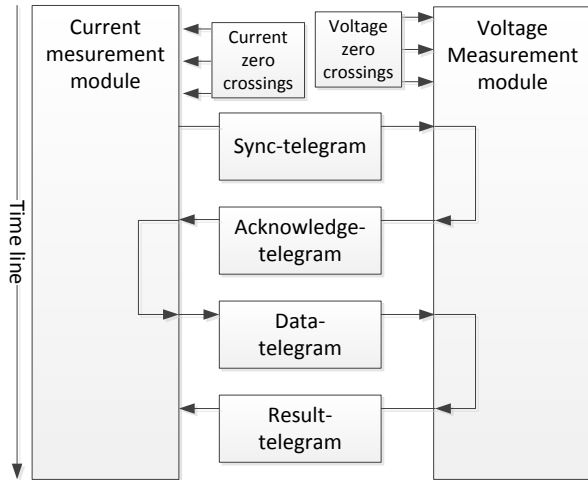 Current
mesurement
module
Current
zero
crossings
Voltage
zero
crossings
Voltage
Measurement
module
Sync-telegram
Acknowledge-
telegram
Data-
telegram
Result-
telegram
Time line